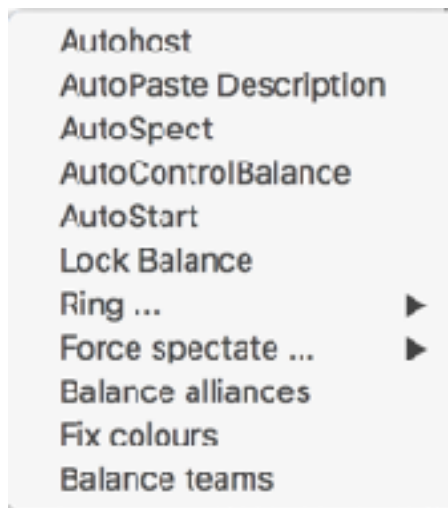 Autohost
AutoPaste Description
AutoSpect
AutoControlBalance
AutoStart
Lock Balance
Ring ...
Force spectate ...
Balance alliances
Fix colours
Balance teams